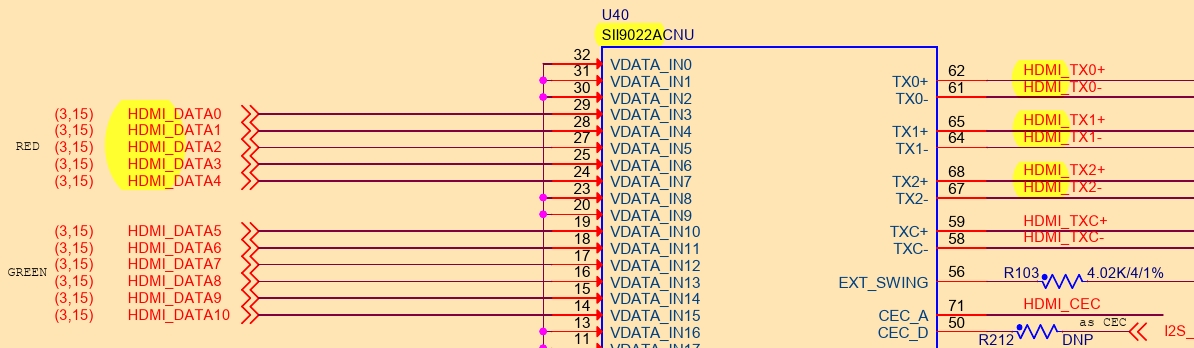 U40
SII9022ACNU
32 VDATA_IN0
31 VDATA_IN1 TX0+ 62 HDMI_TX0+
30 VDATA_IN2 TX0- 61 HDMI_TX0-
(3,15) HDMI_DATA0 29 VDATA_IN3
(3,15) HDMI_DATA1 28 VDATA_IN4 TX1+ 65 HDMI_TX1+
RED (3,15) HDMI_DATA2 27 VDATA_IN5 TX1- 64 HDMI_TX1-
(3,15) HDMI_DATA3 25 VDATA_IN6
(3,15) HDMI_DATA4 24 VDATA_IN7 TX2+ 68 HDMI_TX2+
23 VDATA_IN8 TX2- 67 HDMI_TX2-
20 VDATA_IN9
(3,15) HDMI_DATA5 19 VDATA_IN10 TXC+ 59 HDMI_TXC+
(3,15) HDMI_DATA6 18 VDATA_IN11 TXC- 58 HDMI_TXC-
(3,15) HDMI_DATA7 17 VDATA_IN12
GREEN (3,15) HDMI_DATA8 16 VDATA_IN13 EXT_SWING 56 R103 4.02K/4/1%
(3,15) HDMI_DATA9 15 VDATA_IN14
(3,15) HDMI_DATA10 14 VDATA_IN15 CEC_A 71 HDMI_CEC
13 VDATA_IN16 CEC_D 50 as CEC I2S_
11 VDATA_IN17 R212 DNP